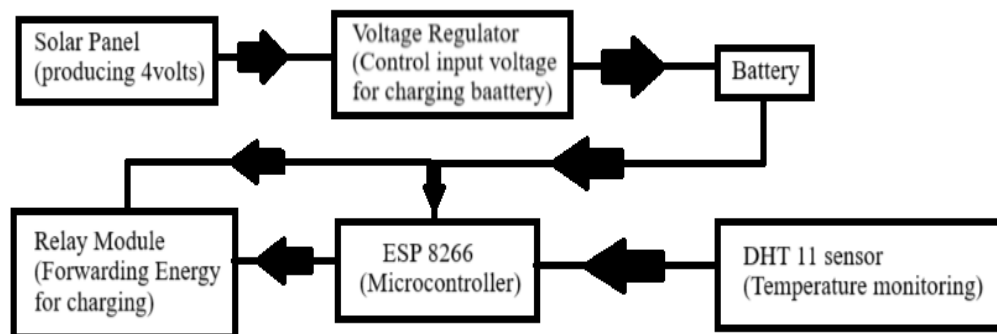 Solar Panel
(producing 4volts)
Voltage Regulator
(Control input voltage
for charging baattery)
Battery
Relay Module
(Forwarding Energy
for charging)
ESP 8266
(Microcontroller)
DHT 11 sensor
(Temperature monitoring)